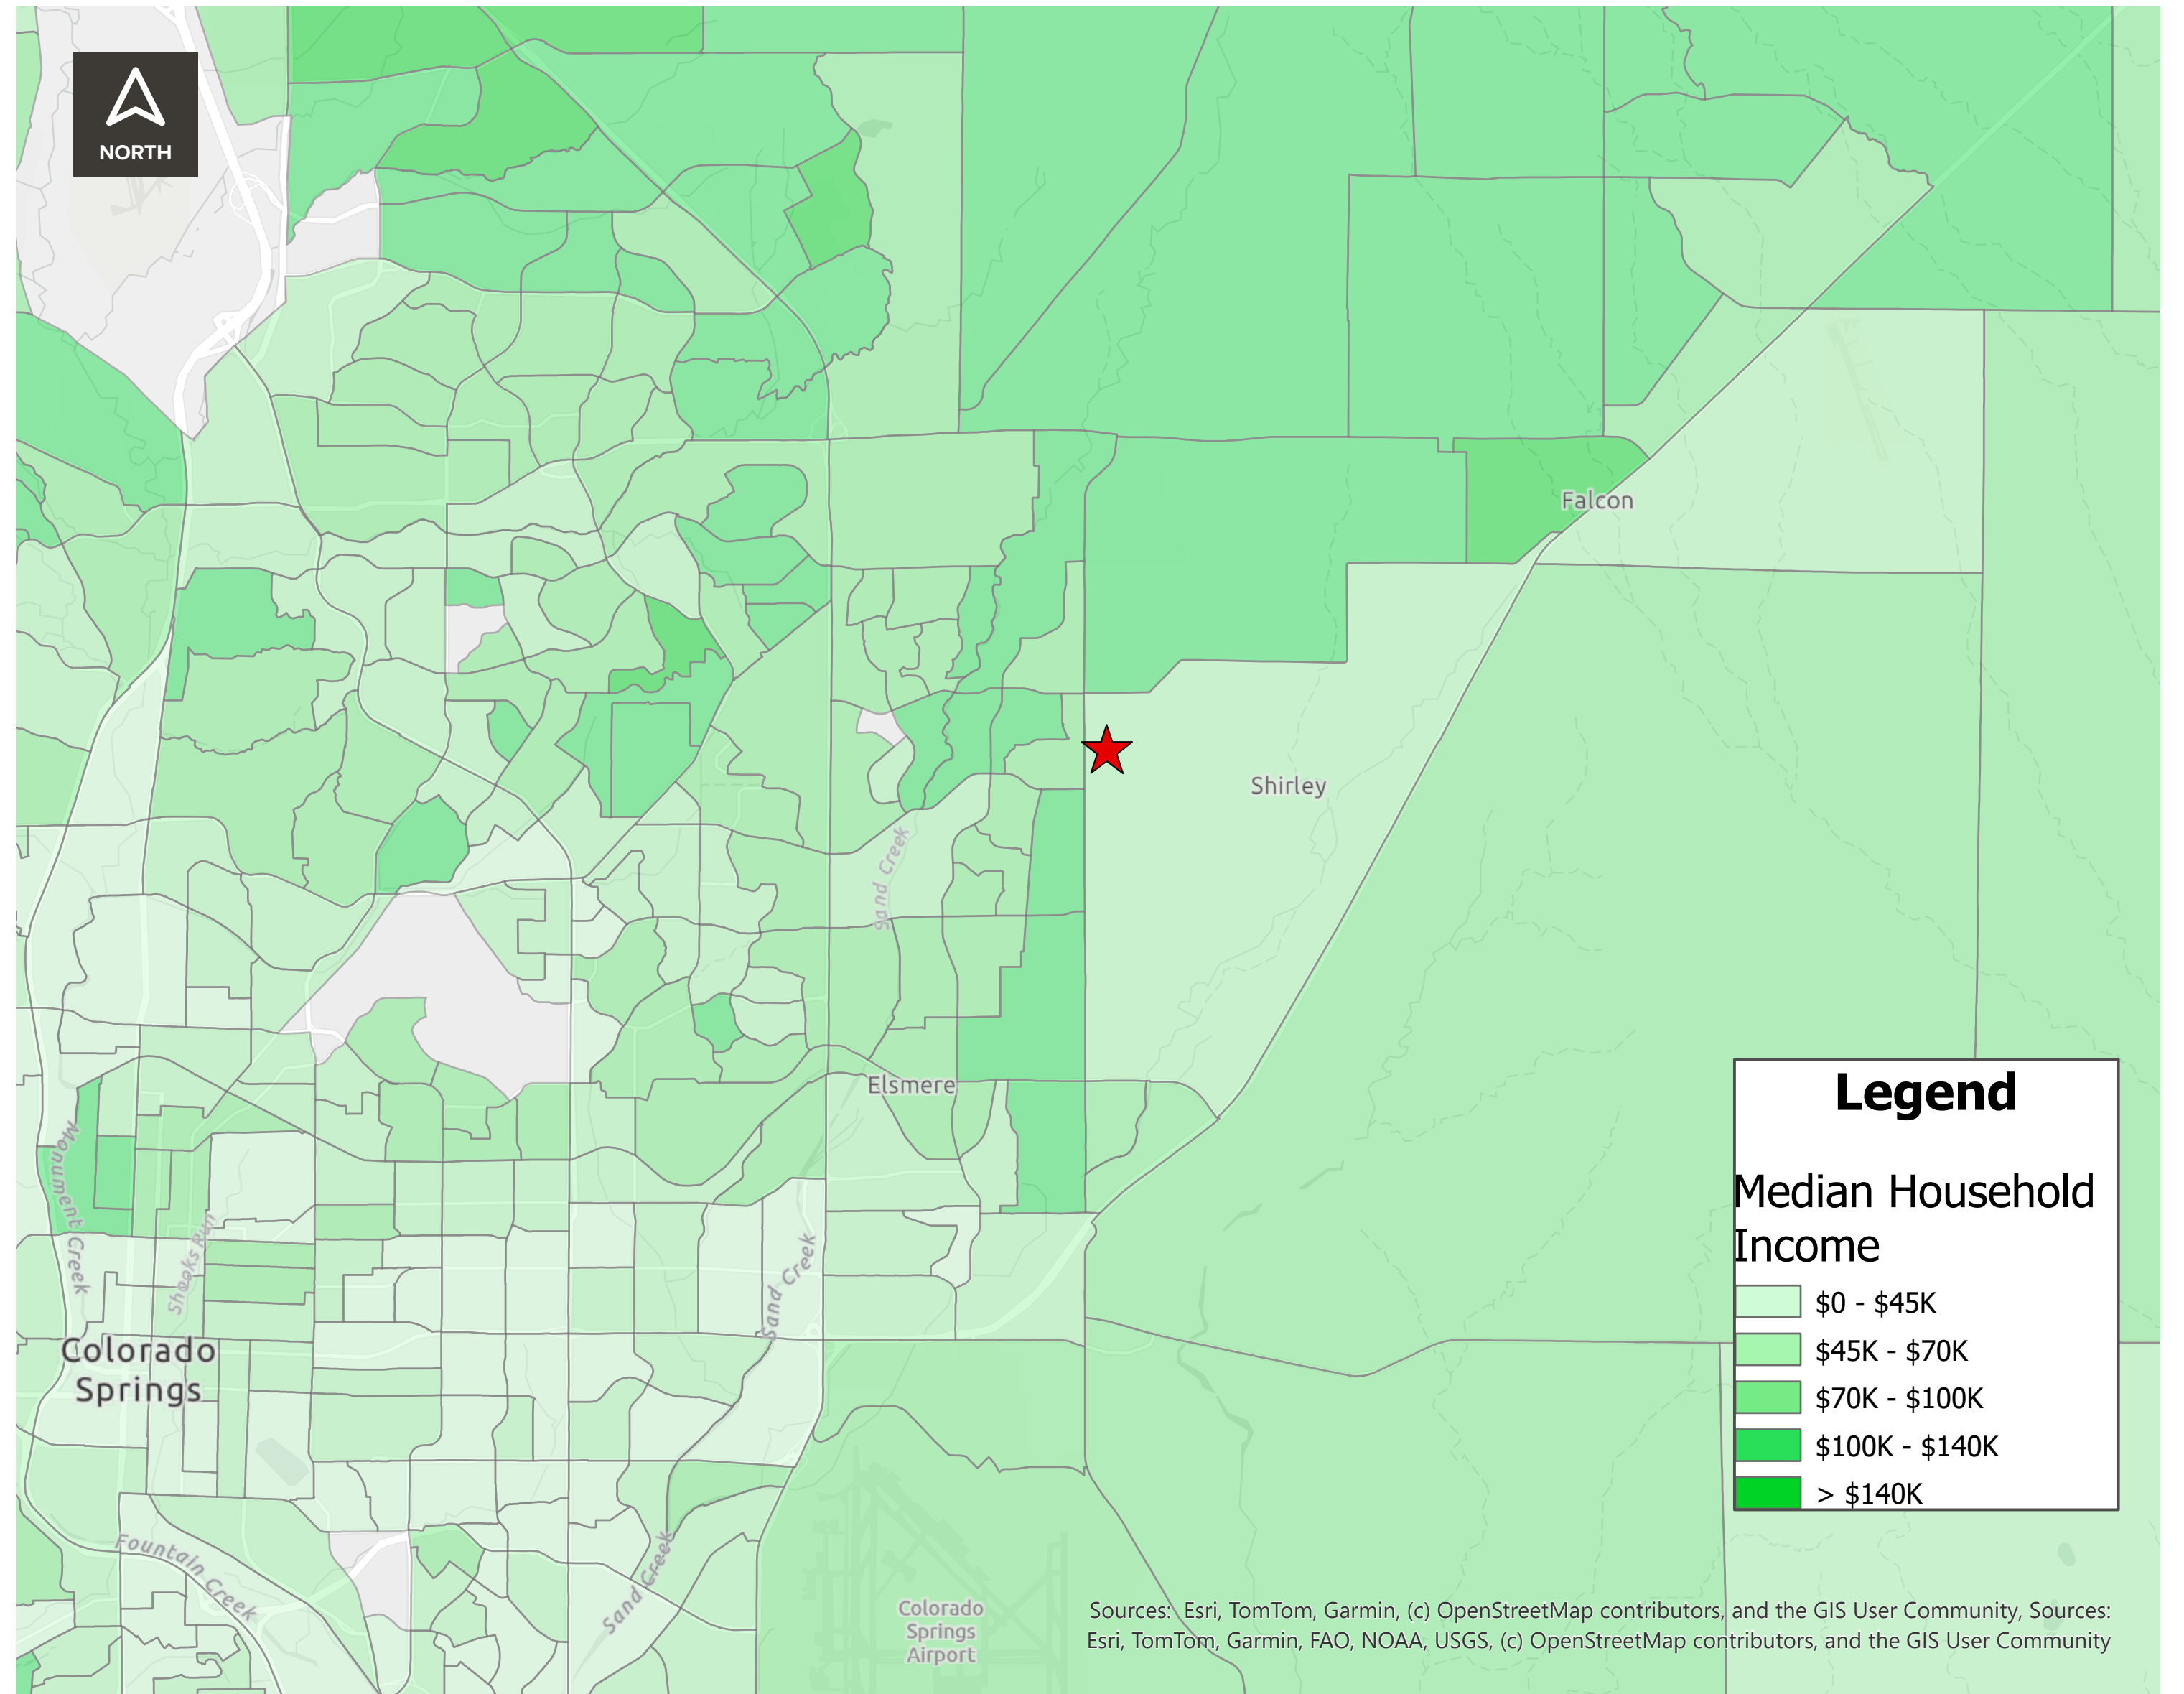 NORTH
Falcon
Shirley
Sand Creek
Elsmere
Monument Creek
Shooks Run
Sand Creek
Colorado
Springs
Fountain Creek
Sand Creek
Colorado
Springs
Airport
Legend
Median Household
Income
$0 - $45K
$45K - $70K
$70K - $100K
$100K - $140K
> $140K
Sources: Esri, TomTom, Garmin, (c) OpenStreetMap contributors, and the GIS User Community, Sources:
Esri, TomTom, Garmin, FAO, NOAA, USGS, (c) OpenStreetMap contributors, and the GIS User Community